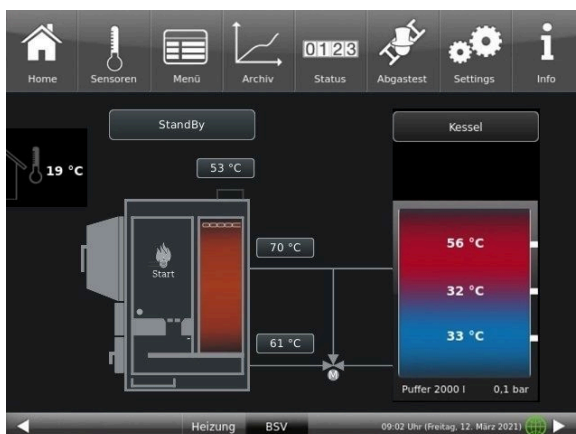 Home Sensoren Menü Archiv 0123 Status Abgastest Settings i Info
StandBy Kessel
19 °C
53 °C
70 °C
56 °C
Start
32 °C
61 °C
33 °C
M
Puffer 2000 l 0,1 bar
Heizung BSV 09:02 Uhr (Freitag, 12. März 2021)